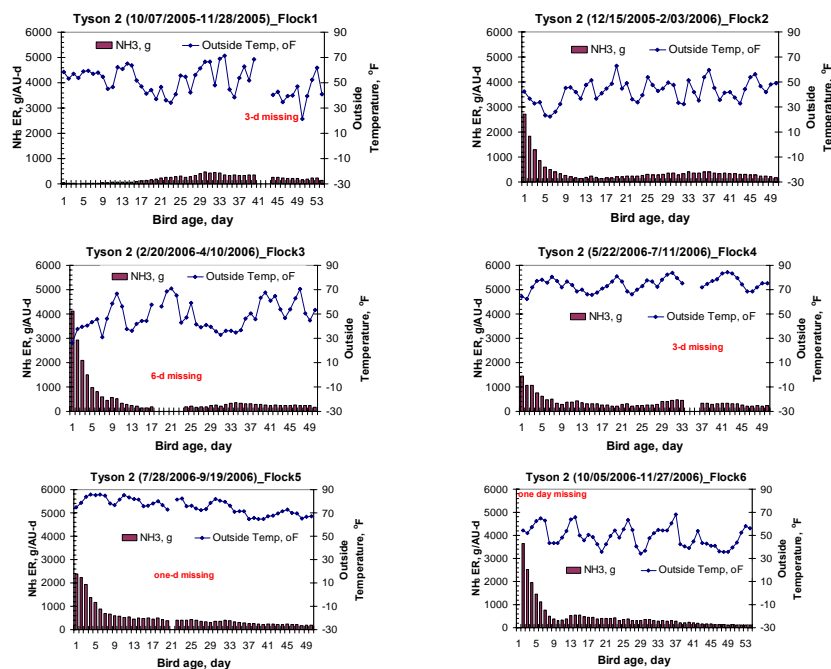 Tyson 2 (10/07/2005-11/28/2005)_Flock1
NH3, g
Outside Temp, oF
3-d missing
NH₃ ER, g/AU-d
6000
5000
4000
3000
2000
1000
0
90
70
50
30
10
-10
-30
Outside
Temperature, °F
1 5 9 13 17 21 25 29 33 37 41 45 49 53
Bird age, day
Tyson 2 (12/15/2005-2/03/2006)_Flock2
NH3, g
Outside Temp, oF
NH₃ ER, g/AU-d
6000
5000
4000
3000
2000
1000
0
90
70
50
30
10
-10
-30
Outside
Temperature, °F
1 5 9 13 17 21 25 29 33 37 41 45 49
Bird age, day
Tyson 2 (2/20/2006-4/10/2006)_Flock3
NH3, g
Outside Temp, oF
6-d missing
NH₃ ER, g/AU-d
6000
5000
4000
3000
2000
1000
0
90
70
50
30
10
-10
-30
Outside
Temperature, °F
1 5 9 13 17 21 25 29 33 37 41 45 49
Bird age, day
Tyson 2 (5/22/2006-7/11/2006)_Flock4
NH3, g
Outside Temp, oF
3-d missing
NH₃ ER, g/AU-d
6000
5000
4000
3000
2000
1000
0
90
70
50
30
10
-10
-30
Outside
Temperature, °F
1 5 9 13 17 21 25 29 33 37 41 45 49
Bird age, day
Tyson 2 (7/28/2006-9/19/2006)_Flock5
NH3, g
Outside Temp, oF
one-d missing
NH₃ ER, g/AU-d
6000
5000
4000
3000
2000
1000
0
90
70
50
30
10
-10
-30
Outside
Temperature, °F
1 5 9 13 17 21 25 29 33 37 41 45 49
Bird age, day
Tyson 2 (10/05/2006-11/27/2006)_Flock6
one day missing
NH3, g
Outside Temp, oF
NH₃ ER, g/AU-d
6000
5000
4000
3000
2000
1000
0
90
70
50
30
10
-10
-30
Outside
Temperature, °F
1 5 9 13 17 21 25 29 33 37 41 45 49 53
Bird age, day